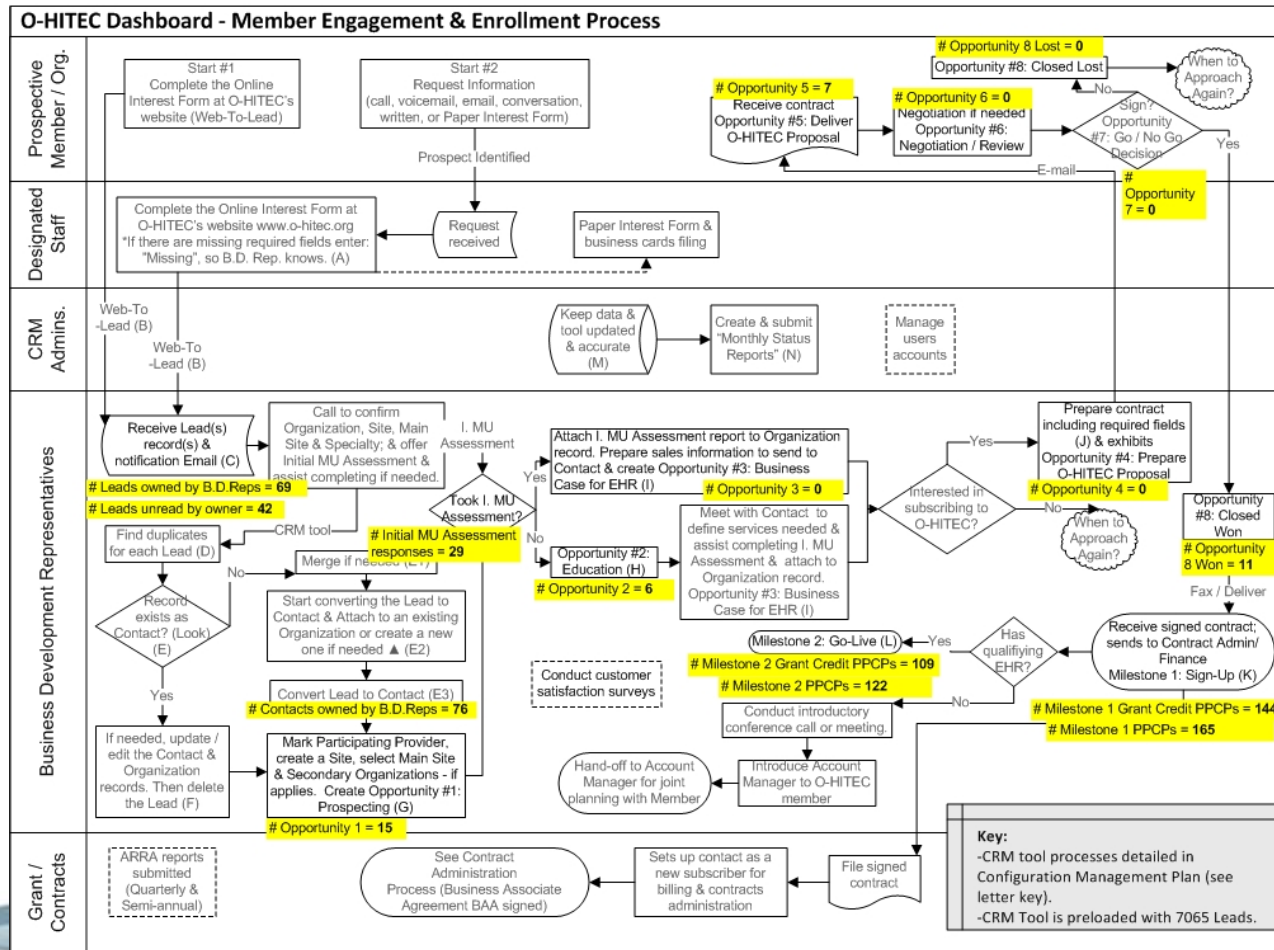 O-HITEC Dashboard - Member Engagement & Enrollment Process
Prospective
Member / Org.
Start #1
Complete the Online
Interest Form at O-HITEC's
website (Web-To-Lead)
Start #2
Request Information
(call, voicemail, email, conversation,
written, or Paper Interest Form)
Prospect Identified
# Opportunity 5 = 7
Receive contract
Opportunity #5: Deliver
O-HITEC Proposal
# Opportunity 6 = 0
Negotiation if needed
Opportunity #6:
Negotiation / Review
# Opportunity 8 Lost = 0
Opportunity #8: Closed Lost
When to
Approach
Again?
No
Sign?
Opportunity
#7: Go / No Go
Decision
Yes
E-mail
#
Opportunity
7 = 0
Designated
Staff
Complete the Online Interest Form at
O-HITEC's website www.o-hitec.org
*If there are missing required fields enter:
"Missing", so B.D. Rep. knows. (A)
Request
received
Paper Interest Form &
business cards filing
CRM
Admins.
Web-To
-Lead (B)
Web-To
-Lead (B)
Keep data &
tool updated
& accurate
(M)
Create & submit
"Monthly Status
Reports" (N)
Manage
users
accounts
Business Development Representatives
Receive Lead(s)
record(s) &
notification Email (C)
# Leads owned by B.D.Reps = 69
# Leads unread by owner = 42
Call to confirm
Organization, Site, Main
Site & Specialty; & offer
Initial MU Assessment &
assist completing if needed.
CRM tool
Find duplicates
for each Lead (D)
No
Record
exists as
Contact? (Look)
(E)
Yes
If needed, update /
edit the Contact &
Organization
records. Then delete
the Lead (F)
Merge if needed (E1)
Start converting the Lead to
Contact & Attach to an existing
Organization or create a new
one if needed ▲ (E2)
Convert Lead to Contact (E3)
# Contacts owned by B.D.Reps = 76
Mark Participating Provider,
create a Site, select Main Site
& Secondary Organizations - if
applies. Create Opportunity #1:
Prospecting (G)
# Opportunity 1 = 15
I. MU
Assessment
Took I. MU
Assessment?
# Initial MU Assessment
responses = 29
Yes
No
Attach I. MU Assessment report to Organization
record. Prepare sales information to send to
Contact & create Opportunity #3: Business
Case for EHR (I)
# Opportunity 3 = 0
Opportunity #2:
Education (H)
# Opportunity 2 = 6
Meet with Contact to
define services needed &
assist completing I. MU
Assessment & attach to
Organization record.
Opportunity #3: Business
Case for EHR (I)
Interested in
subscribing to
O-HITEC?
Yes
No
Prepare contract
including required fields
(J) & exhibits
Opportunity #4: Prepare
O-HITEC Proposal
# Opportunity 4 = 0
When to
Approach
Again?
Opportunity
#8: Closed
Won
# Opportunity
8 Won = 11
Fax / Deliver
Receive signed contract;
sends to Contract Admin/
Finance
Milestone 1: Sign-Up (K)
# Milestone 1 Grant Credit PPCPs = 144
# Milestone 1 PPCPs = 165
Has
qualifying
EHR?
Yes
No
Milestone 2: Go-Live (L)
# Milestone 2 Grant Credit PPCPs = 109
# Milestone 2 PPCPs = 122
Conduct customer
satisfaction surveys
Conduct introductory
conference call or meeting.
Introduce Account
Manager to O-HITEC
member
Hand-off to Account
Manager for joint
planning with Member
Grant /
Contracts
ARRA reports
submitted
(Quarterly &
Semi-annual)
See Contract
Administration
Process (Business Associate
Agreement BAA signed)
Sets up contact as a
new subscriber for
billing & contracts
administration
File signed
contract
Key:
-CRM tool processes detailed in
Configuration Management Plan (see
letter key).
-CRM Tool is preloaded with 7065 Leads.